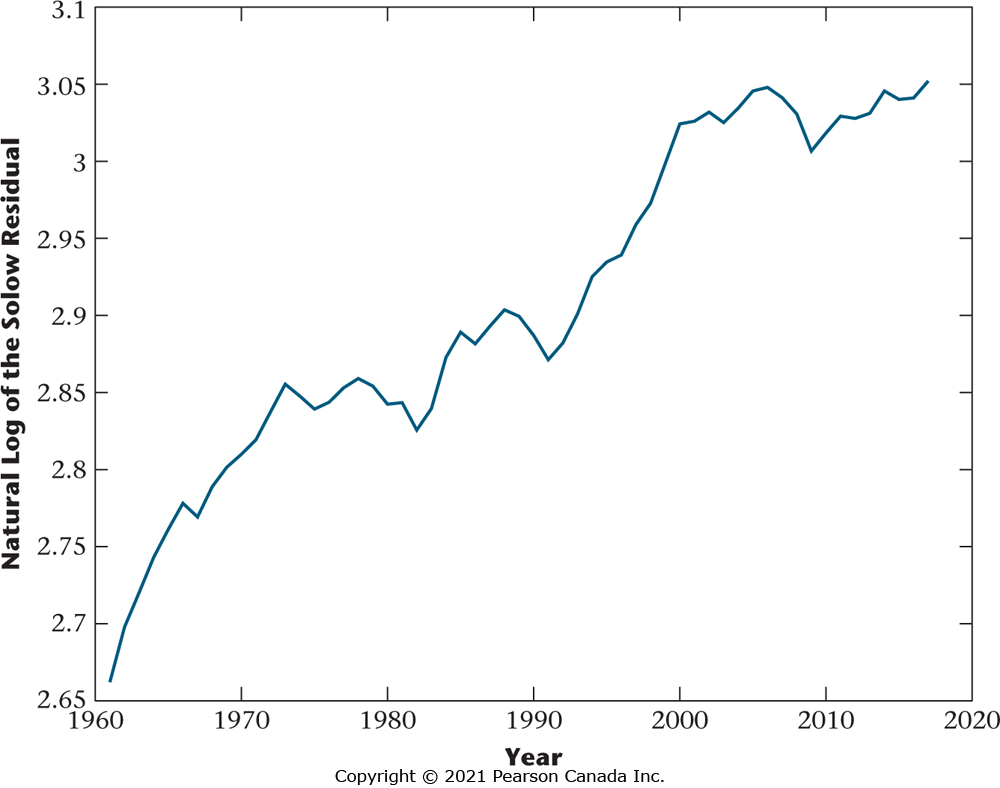 3.1
3.05
3
2.95
2.9
2.85
2.8
2.75
2.7
2.65
Natural Log of the Solow Residual
1960 1970 1980 1990 2000 2010 2020
Year
Copyright © 2021 Pearson Canada Inc.